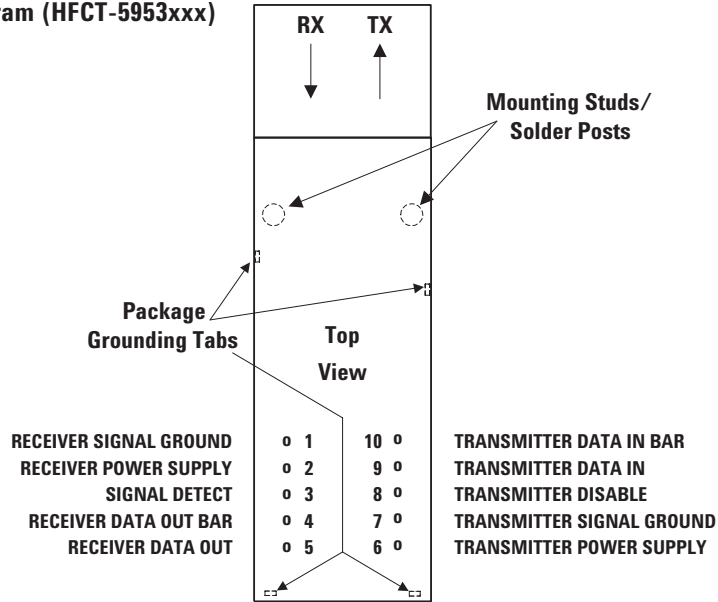 ram (HFCT-5953xxx)
RX TX
Mounting Studs/
Solder Posts
Package
Grounding Tabs
Top
View
RECEIVER SIGNAL GROUND o 1 10 o TRANSMITTER DATA IN BAR
RECEIVER POWER SUPPLY o 2 9 o TRANSMITTER DATA IN
SIGNAL DETECT o 3 8 o TRANSMITTER DISABLE
RECEIVER DATA OUT BAR o 4 7 o TRANSMITTER SIGNAL GROUND
RECEIVER DATA OUT o 5 6 o TRANSMITTER POWER SUPPLY